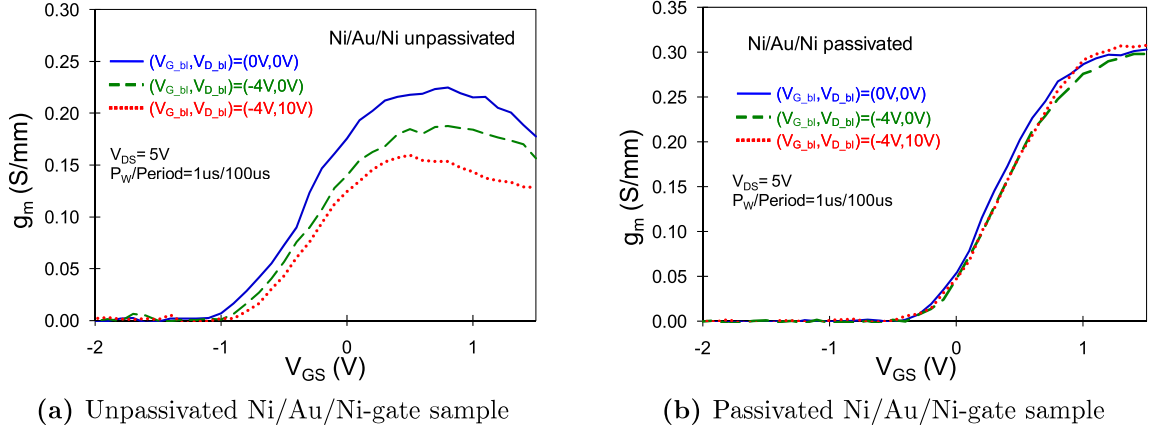 0.30
0.25
0.20
0.15
0.10
0.05
0.00
g_m (S/mm)
Ni/Au/Ni unpassivated
(V_G_bl,V_D_bl)=(0V,0V)
(V_G_bl,V_D_bl)=(-4V,0V)
(V_G_bl,V_D_bl)=(-4V,10V)
V_DS= 5V
P_W/Period=1us/100us
-2 -1 0 1
V_GS (V)
(a) Unpassivated Ni/Au/Ni-gate sample
0.35
0.30
0.25
0.20
0.15
0.10
0.05
0.00
g_m (S/mm)
Ni/Au/Ni passivated
(V_G_bl,V_D_bl)=(0V,0V)
(V_G_bl,V_D_bl)=(-4V,0V)
(V_G_bl,V_D_bl)=(-4V,10V)
V_DS= 5V
P_W/Period=1us/100us
-2 -1 0 1
V_GS (V)
(b) Passivated Ni/Au/Ni-gate sample